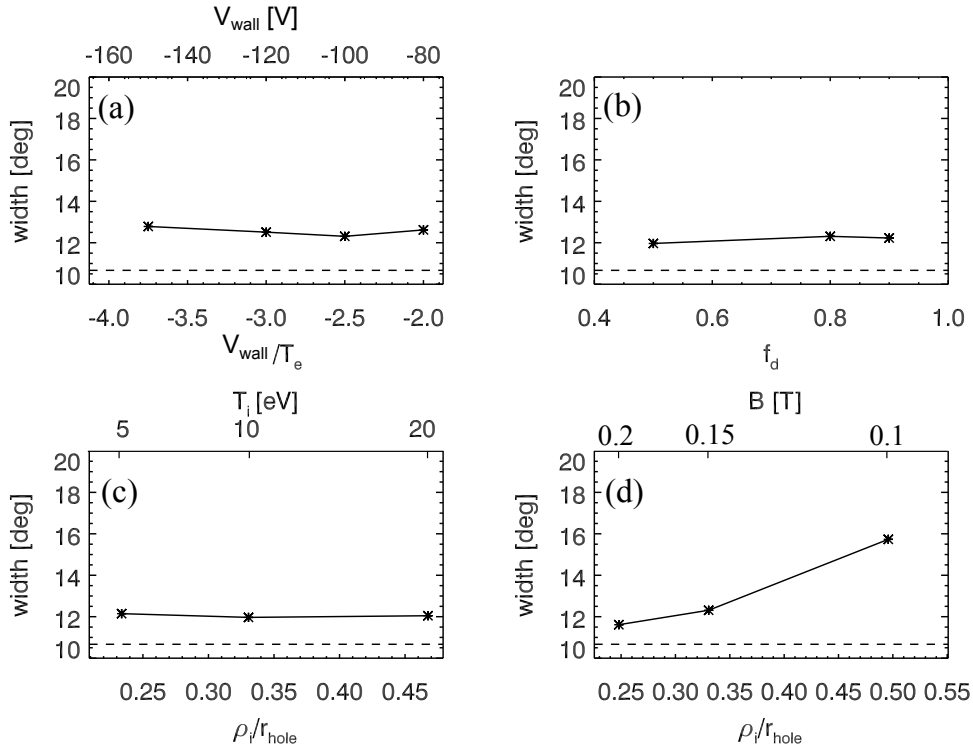 V_wall [V]
-160 -140 -120 -100 -80
(a)
20
18
16
14
12
10
width [deg]
-4.0 -3.5 -3.0 -2.5 -2.0
V_wall/T_e
(b)
20
18
16
14
12
10
width [deg]
0.4 0.6 0.8 1.0
f_d
T_i [eV]
5 10 20
(c)
20
18
16
14
12
10
width [deg]
0.25 0.30 0.35 0.40 0.45
ρ_i/r_hole
B [T]
0.2 0.15 0.1
(d)
20
18
16
14
12
10
width [deg]
0.25 0.30 0.35 0.40 0.45 0.50 0.55
ρ_i/r_hole